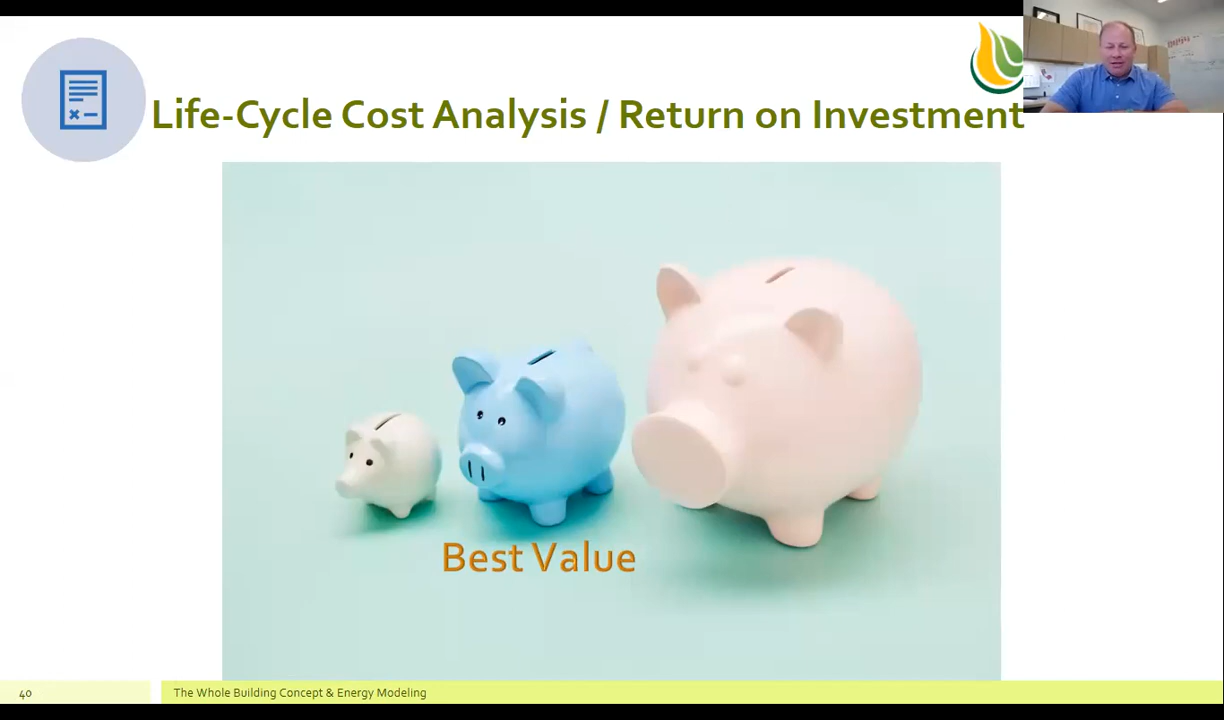 Life-Cycle Cost Analysis / Return on Investment
Best Value
40
The Whole Building Concept & Energy Modeling